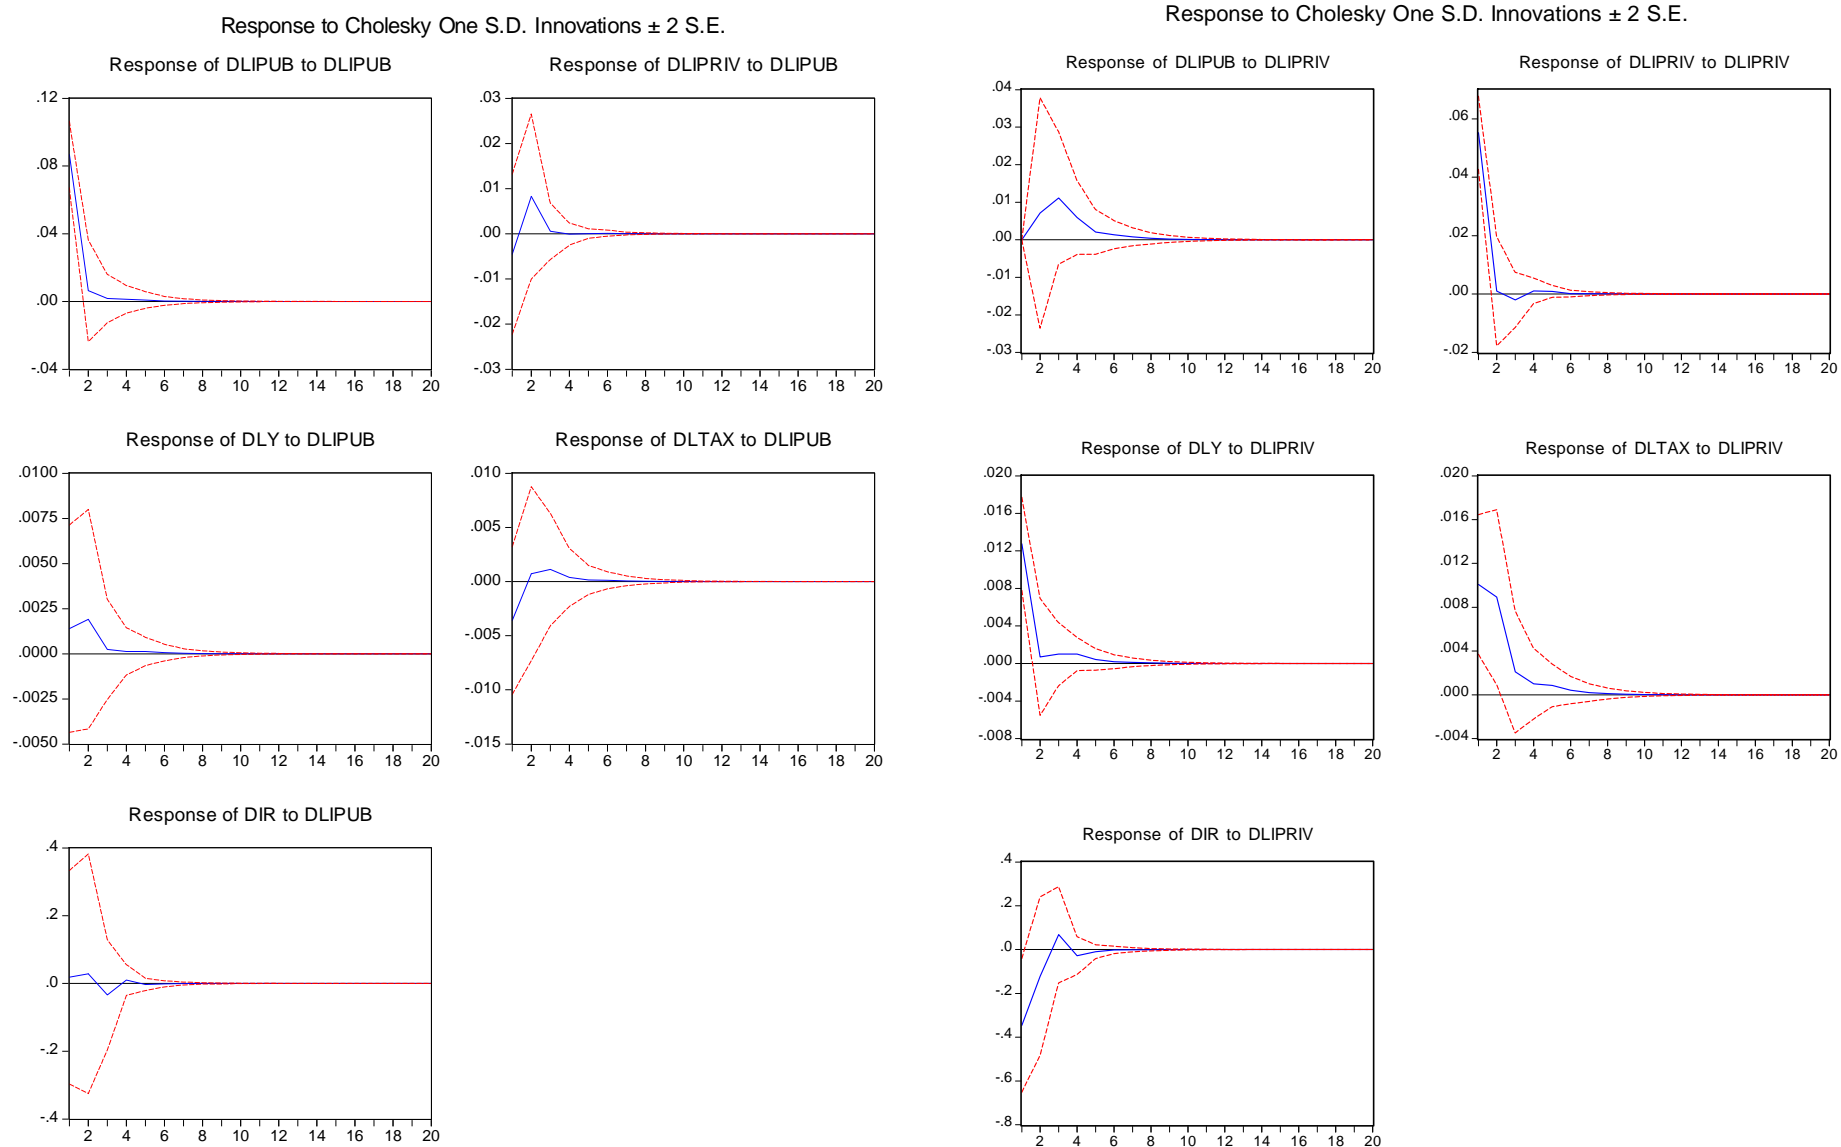 Response to Cholesky One S.D. Innovations ± 2 S.E.
Response of DLIPUB to DLIPUB
.12
.08
.04
.00
-.04
2 4 6 8 10 12 14 16 18 20
Response of DLIPRIV to DLIPUB
.03
.02
.01
.00
-.01
-.02
-.03
2 4 6 8 10 12 14 16 18 20
Response of DLY to DLIPUB
.0100
.0075
.0050
.0025
.0000
-.0025
-.0050
2 4 6 8 10 12 14 16 18 20
Response of DLTAX to DLIPUB
.010
.005
.000
-.005
-.010
-.015
2 4 6 8 10 12 14 16 18 20
Response of DIR to DLIPUB
.4
.2
.0
-.2
-.4
2 4 6 8 10 12 14 16 18 20
Response to Cholesky One S.D. Innovations ± 2 S.E.
Response of DLIPUB to DLIPRIV
.04
.03
.02
.01
.00
-.01
-.02
-.03
2 4 6 8 10 12 14 16 18 20
Response of DLIPRIV to DLIPRIV
.06
.04
.02
.00
-.02
2 4 6 8 10 12 14 16 18 20
Response of DLY to DLIPRIV
.020
.016
.012
.008
.004
.000
-.004
-.008
2 4 6 8 10 12 14 16 18 20
Response of DLTAX to DLIPRIV
.020
.016
.012
.008
.004
.000
-.004
2 4 6 8 10 12 14 16 18 20
Response of DIR to DLIPRIV
.4
.2
.0
-.2
-.4
-.6
-.8
2 4 6 8 10 12 14 16 18 20